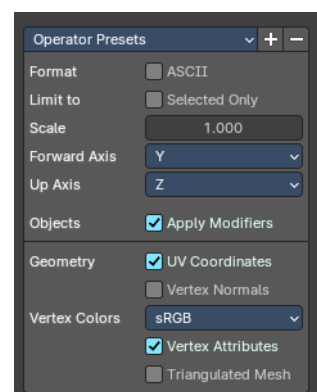 Operator Presets
Format ASCII
Limit to Selected Only
Scale 1.000
Forward Axis Y
Up Axis Z
Objects Apply Modifiers
Geometry UV Coordinates
Vertex Normals
Vertex Colors sRGB
Vertex Attributes
Triangulated Mesh